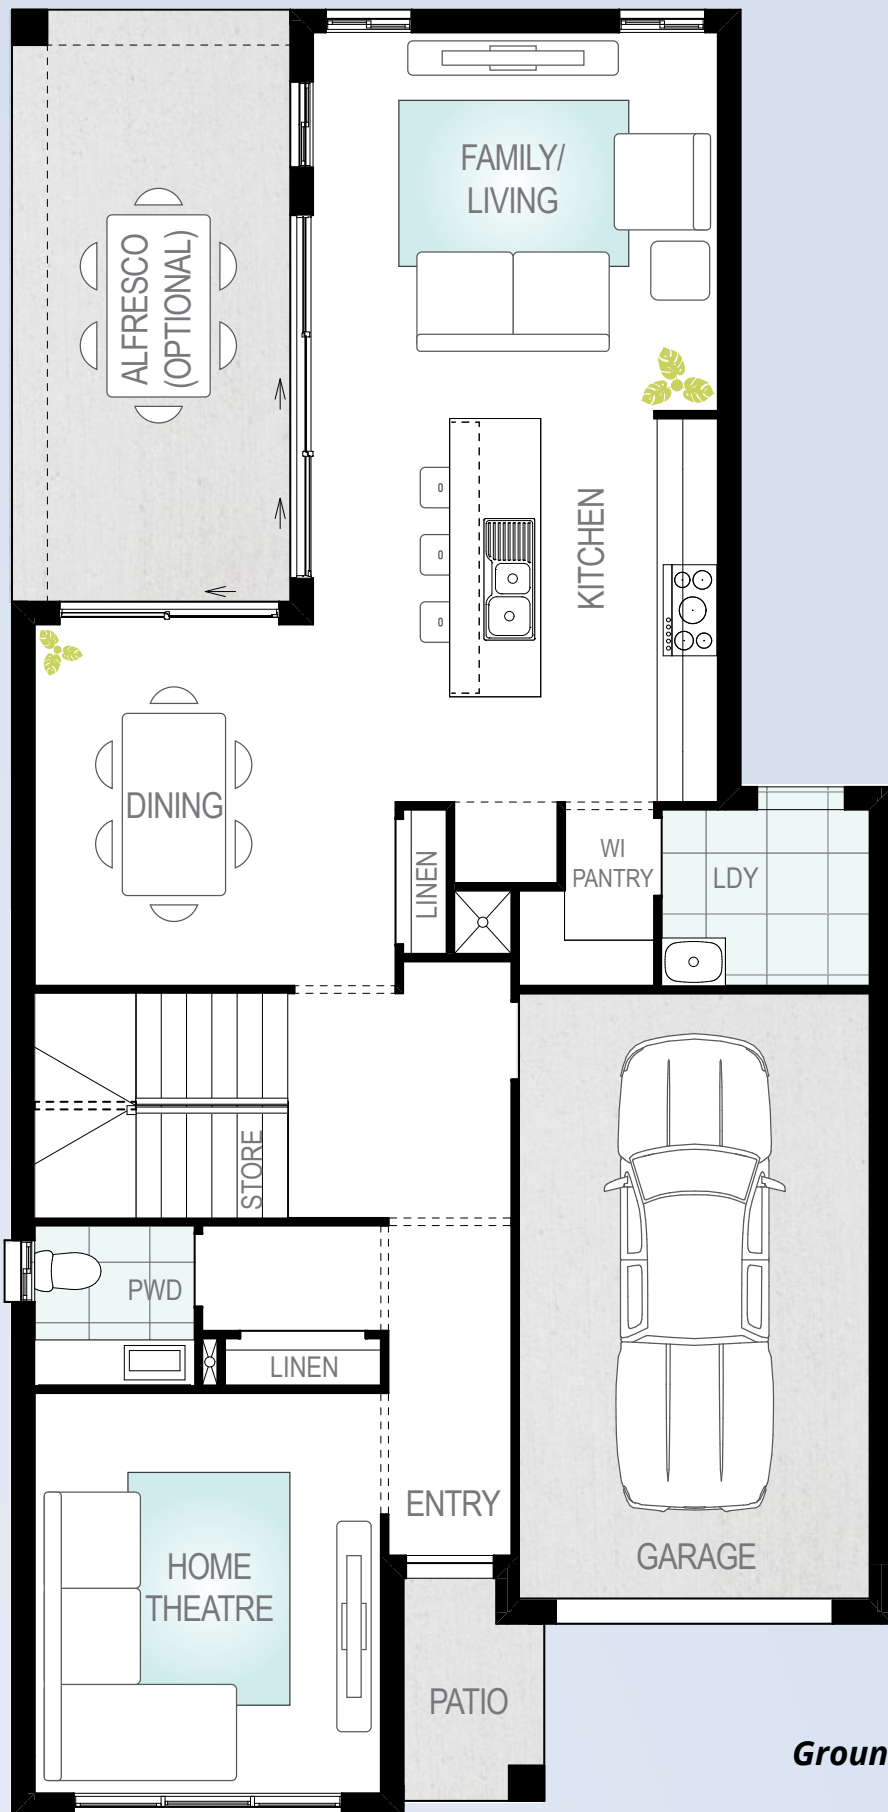 FAMILY/
LIVING
ALFRESCO
(OPTIONAL)
KITCHEN
DINING
LINEN
WI
PANTRY
LDY
STORE
PWD
LINEN
ENTRY
HOME
THEATRE
GARAGE
PATIO
Groun